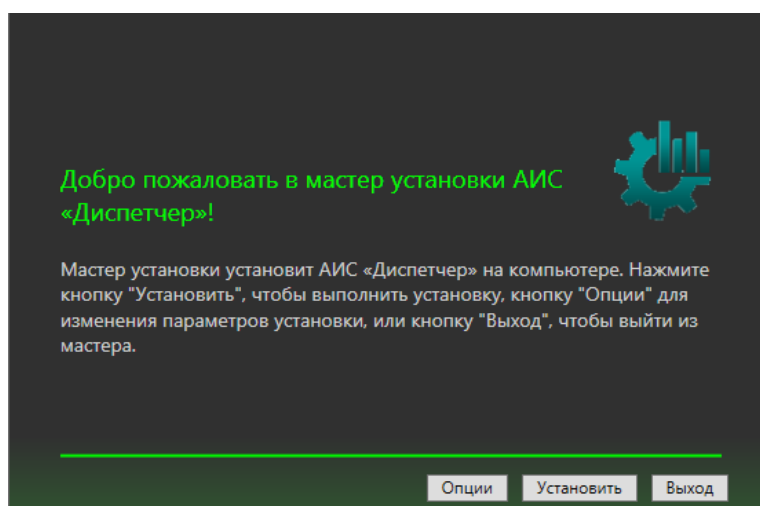 Добро пожаловать в мастер установки АИС
«Диспетчер»!
Мастер установки установит АИС «Диспетчер» на компьютере. Нажмите
кнопку "Установить", чтобы выполнить установку, кнопку "Опции" для
изменения параметров установки, или кнопку "Выход", чтобы выйти из
мастера.
Опции Установить Выход